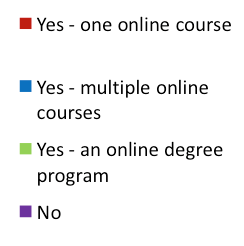 Yes - one online course
Yes - multiple online
courses
Yes - an online degree
program
No